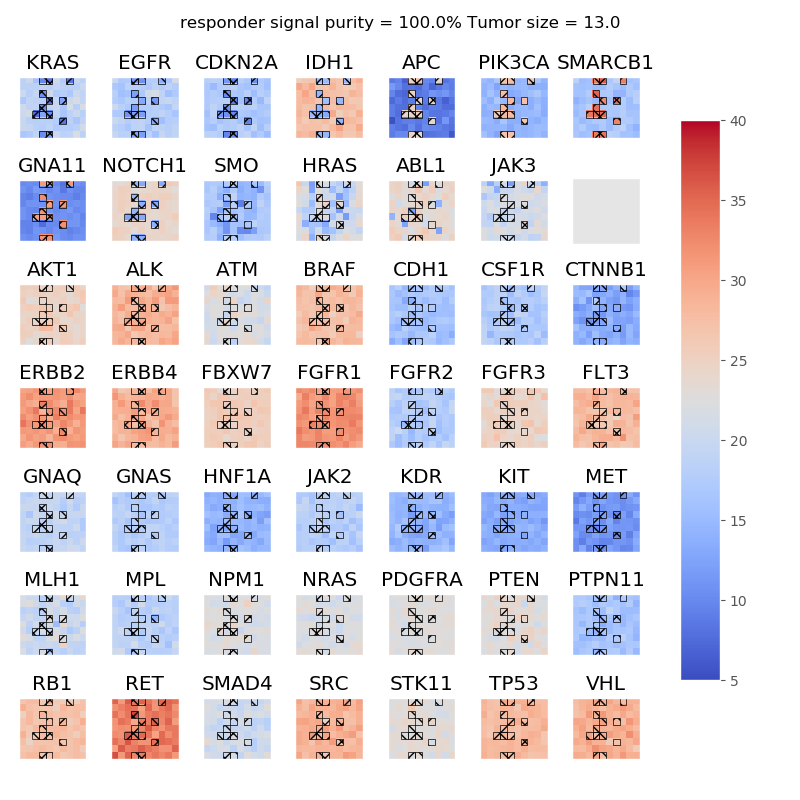 responder signal purity = 100.0% Tumor size = 13.0
KRAS EGFR CDKN2A IDH1 APC PIK3CA SMARCB1
GNA11 NOTCH1 SMO HRAS ABL1 JAK3
AKT1 ALK ATM BRAF CDH1 CSF1R CTNNB1
ERBB2 ERBB4 FBXW7 FGFR1 FGFR2 FGFR3 FLT3
GNAQ GNAS HNF1A JAK2 KDR KIT MET
MLH1 MPL NPM1 NRAS PDGFRA PTEN PTPN11
RB1 RET SMAD4 SRC STK11 TP53 VHL
40
35
30
25
20
15
10
5